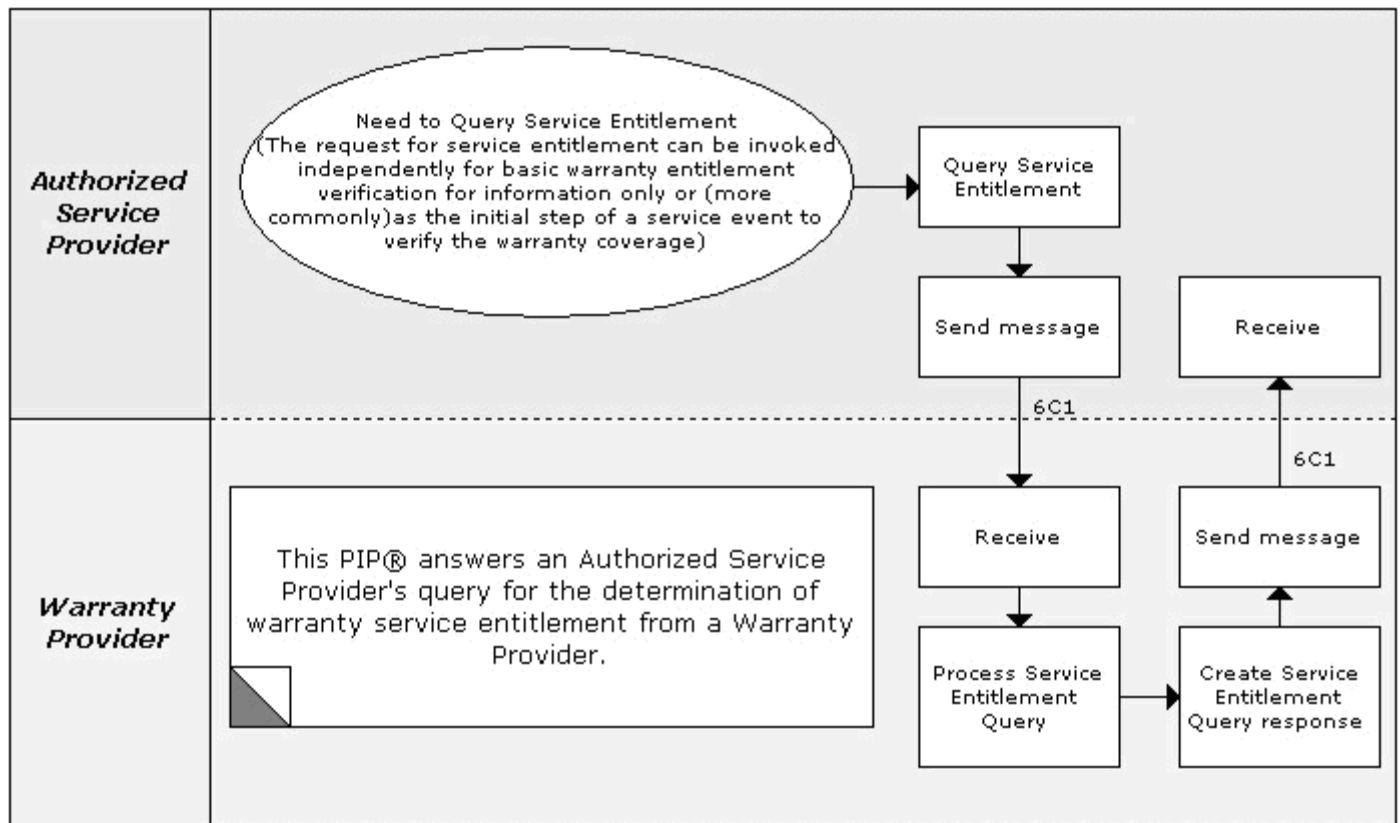 Authorized
Service
Provider
Need to Query Service Entitlement
(The request for service entitlement can be invoked
independently for basic warranty entitlement
verification for information only or (more
commonly)as the initial step of a service event to
verify the warranty coverage)
Query Service
Entitlement
Send message
Receive
6C1
6C1
Warranty
Provider
This PIP® answers an Authorized Service
Provider's query for the determination of
warranty service entitlement from a Warranty
Provider.
Receive
Send message
Process Service
Entitlement
Query
Create Service
Entitlement
Query response